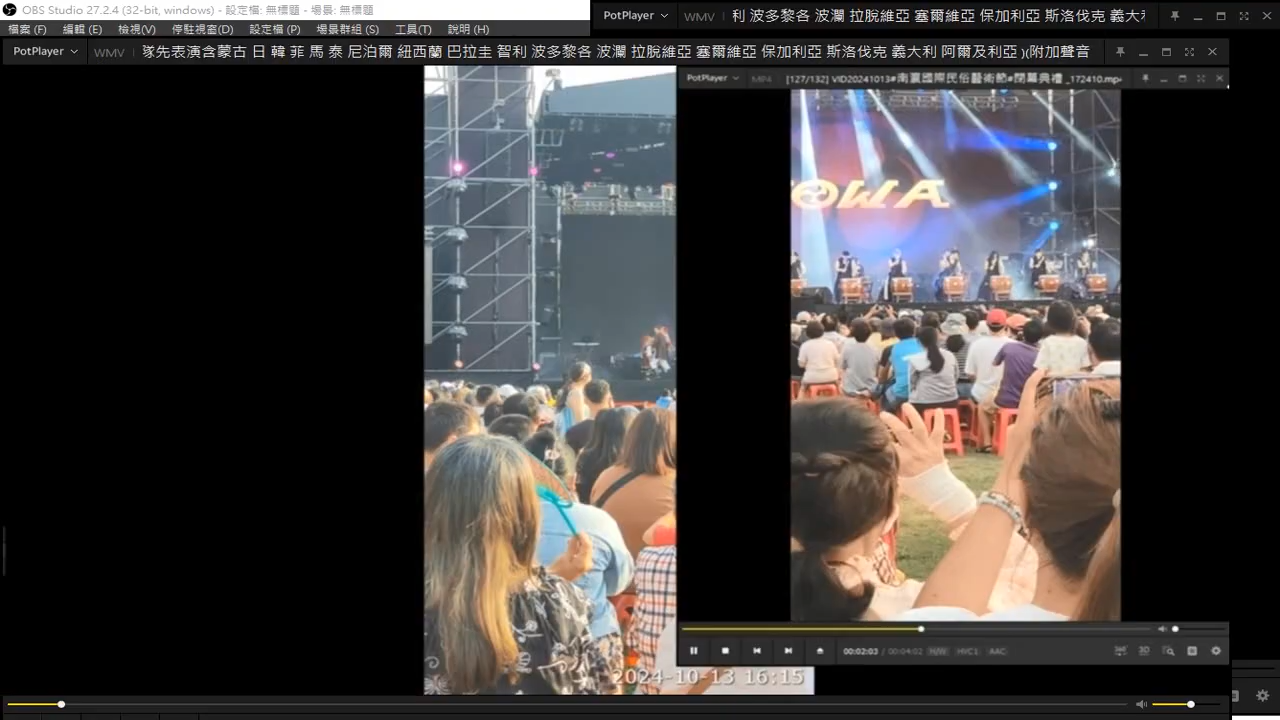 OBS Studio 27.2.4 (32-bit, windows) - 設定檔: 無標題 - 場景: 無標題
檔案 (F) 編輯 (E) 檢視(V) 停駐視窗(D) 設定檔 (P) 場景群組 (S) 工具(T) 說明 (H)
PotPlayer WMV 利 波多黎各 波瀾 拉脫維亞 塞爾維亞 保加利亞 斯洛伐克 義大利
PotPlayer WMV 隊先表演含蒙古 日 韓 菲 馬 泰 尼泊爾 紐西蘭 巴拉圭 智利 波多黎各 波瀾 拉脫維亞 塞爾維亞 保加利亞 斯洛伐克 義大利 阿爾及利亞 )(附加聲音
PotPlayer MP4 [127/132] VID20241013#南瀛國際民俗藝術節#閉幕典禮 _172410.mp4
OWA
00:02:03 / 00:04:02 H/W HVC1 AAC
360° 3D
2024-10-13 16:15